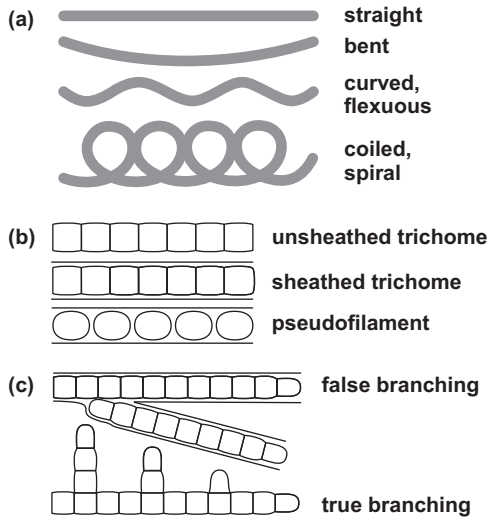 (a)
straight
bent
curved,
flexuous
coiled,
spiral
(b)
unsheathed trichome
sheathed trichome
pseudofilament
(c)
false branching
true branching